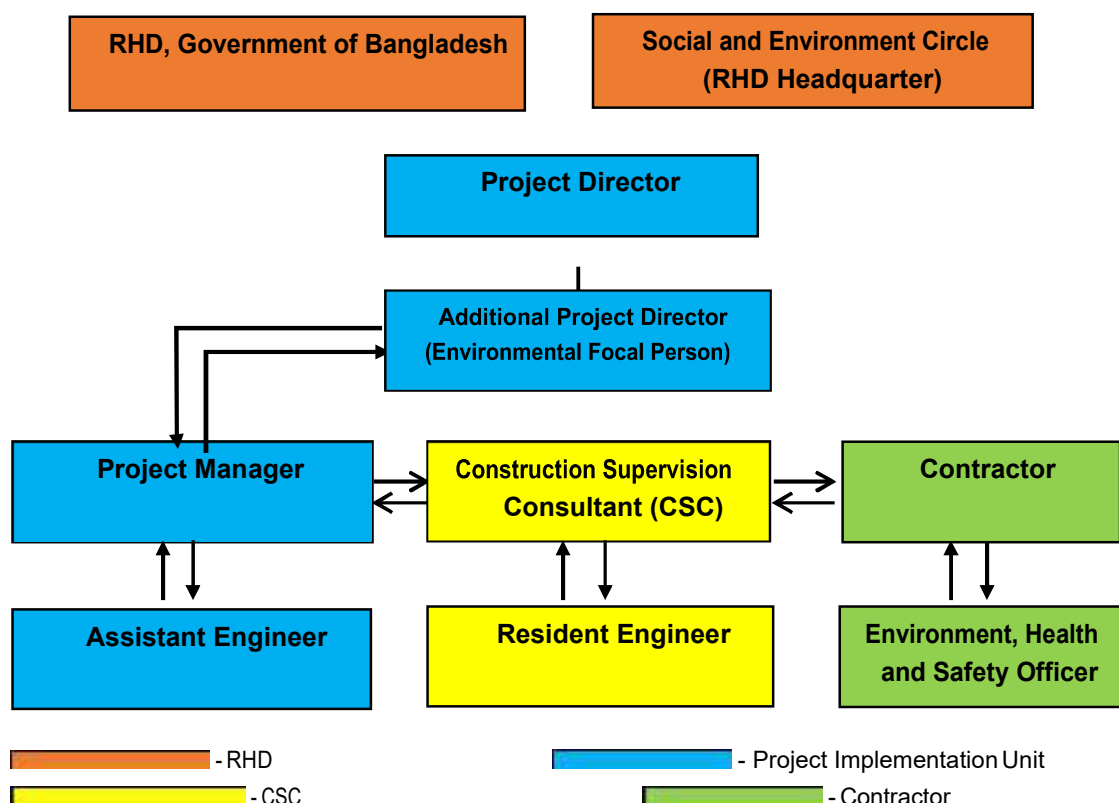 RHD, Government of Bangladesh
Social and Environment Circle
(RHD Headquarter)
Project Director
Additional Project Director
(Environmental Focal Person)
Project Manager
Construction Supervision
Consultant (CSC)
Contractor
Assistant Engineer
Resident Engineer
Environment, Health
and Safety Officer
- RHD
- Project Implementation Unit
- CSC
- Contractor